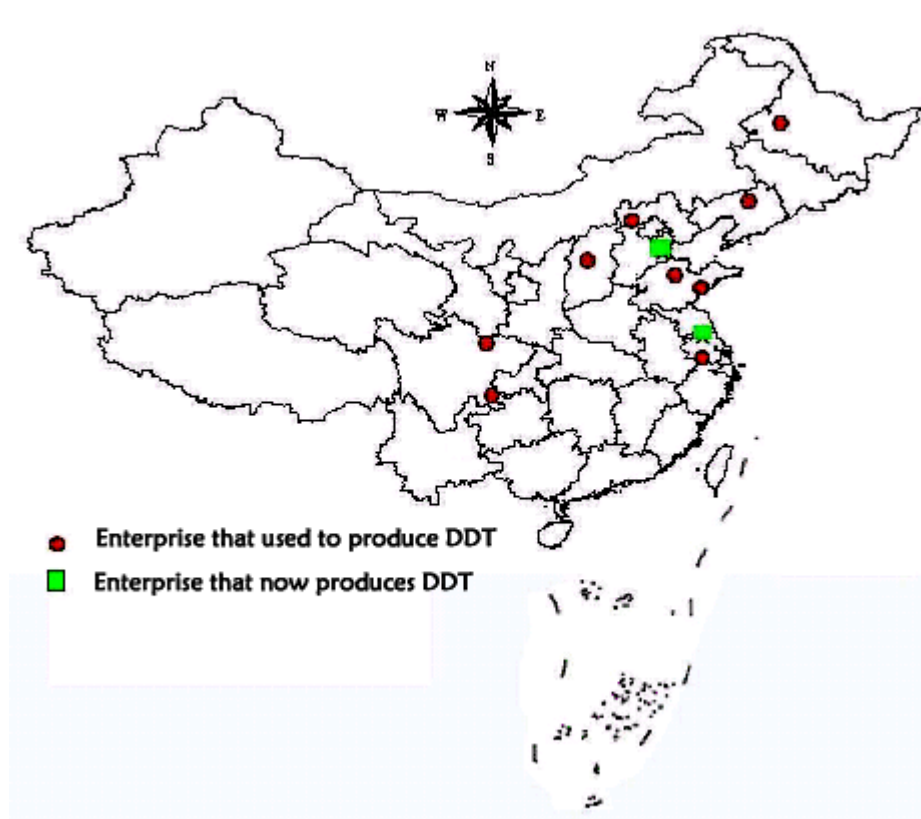 N
W E
S
Enterprise that used to produce DDT
Enterprise that now produces DDT